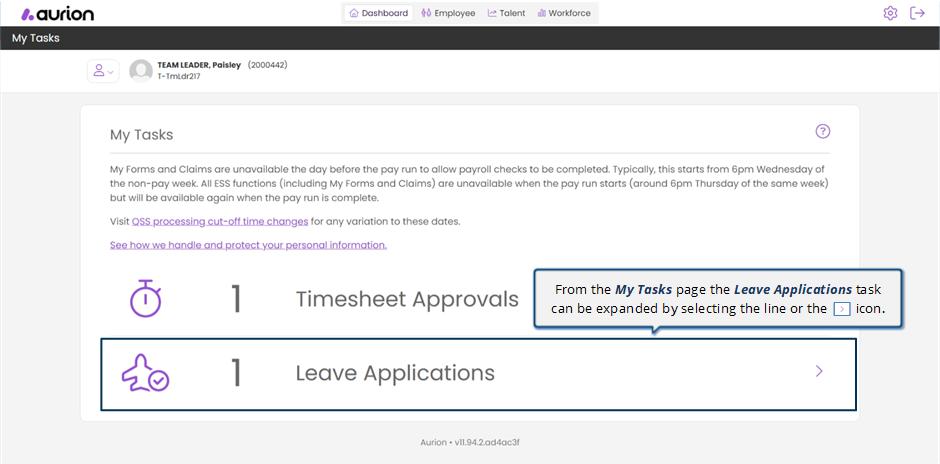 aurion
Dashboard Employee Talent Workforce
My Tasks
TEAM LEADER, Paisley (2000442)
T-TmLdr217
My Tasks
My Forms and Claims are unavailable the day before the pay run to allow payroll checks to be completed. Typically, this starts from 6pm Wednesday of
the non-pay week. All ESS functions (including My Forms and Claims) are unavailable when the pay run starts (around 6pm Thursday of the same week)
but will be available again when the pay run is complete.
Visit QSS processing cut-off time changes for any variation to these dates.
See how we handle and protect your personal information.
1 Timesheet Approvals
From the My Tasks page the Leave Applications task
can be expanded by selecting the line or the > icon.
1 Leave Applications
Aurion • v11.94.2.ad4ac3f